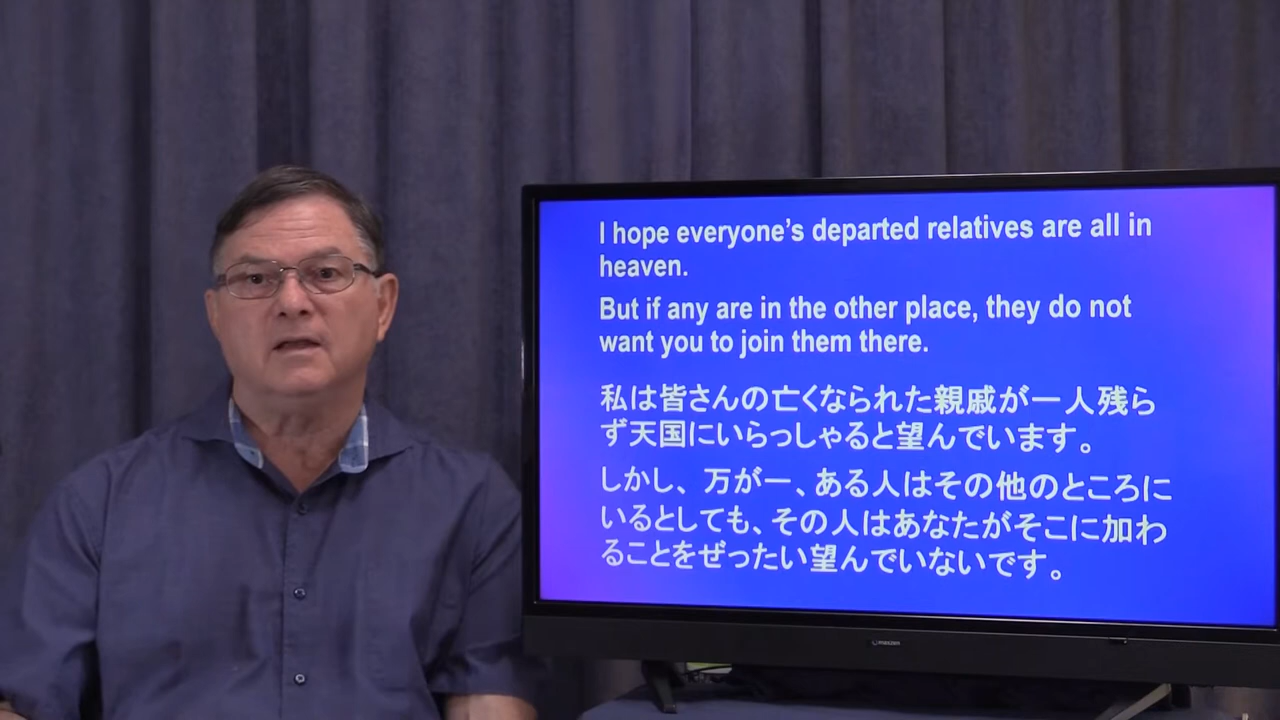 I hope everyone’s departed relatives are all in
heaven.
But if any are in the other place, they do not
want you to join them there.
私は皆さんの亡くなられた親戚が一人残ら
ず天国にいらっしゃると望んでいます。
しかし、万が一、ある人はその他のところに
いるとしても、その人はあなたがそこに加わ
ることをぜったい望んでいないです。